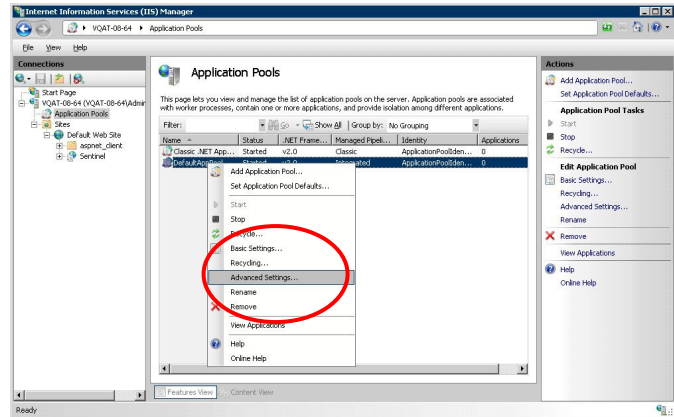 Internet Information Services (IIS) Manager
VQAT-08-64
Application Pools
File View Help
Connections
Start Page
VQAT-08-64 (VQAT-08-64\Admir
Application Pools
Sites
Default Web Site
aspnet_client
Sentinel
Application Pools
This page lets you view and manage the list of application pools on the server. Application pools are associated
with worker processes, contain one or more applications, and provide isolation among different applications.
Filter: Go Show All Group by: No Grouping
Name Status .NET Frame... Managed Pipeli... Identity Applications
Classic .NET App... Started v2.0 Classic ApplicationPoolIden... 0
DefaultAppPool Started v2.0 Integrated ApplicationPoolIden... 0
Add Application Pool...
Set Application Pool Defaults...
Start
Stop
Recycle...
Basic Settings...
Recycling...
Advanced Settings...
Rename
Remove
View Applications
Help
Online Help
Features View Content View
Actions
Add Application Pool...
Set Application Pool Defaults...
Application Pool Tasks
Start
Stop
Recycle...
Edit Application Pool
Basic Settings...
Recycling...
Advanced Settings...
Rename
Remove
View Applications
Help
Online Help
Ready